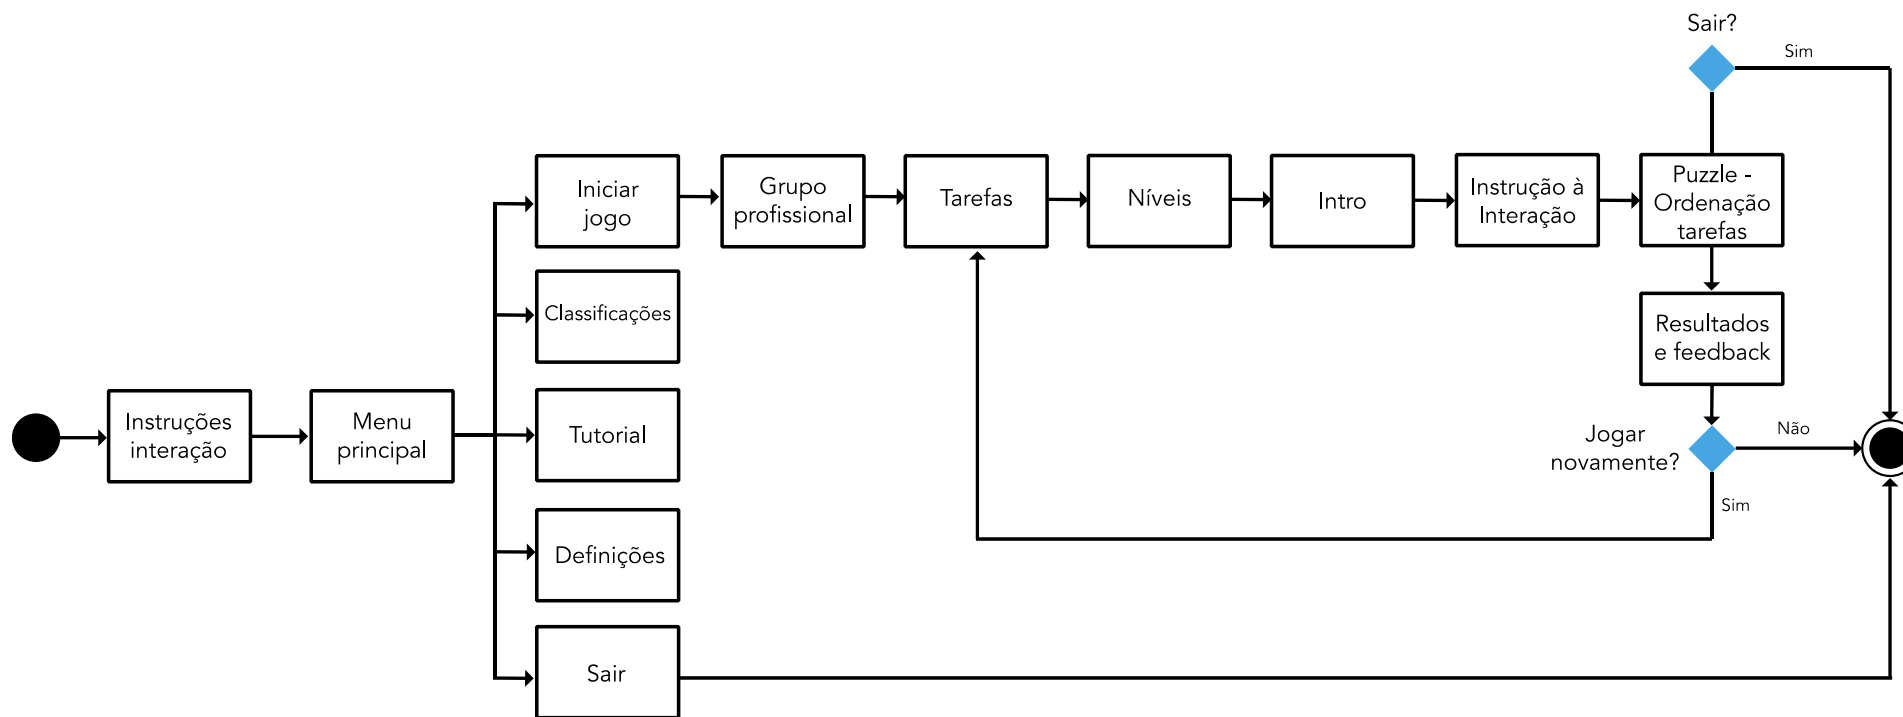 Sair?
Sim
Iniciar
jogo
Grupo
profissional
Tarefas
Níveis
Intro
Instrução à
Interação
Puzzle -
Ordenação
tarefas
Classificações
Resultados
e feedback
Instruções
interação
Menu
principal
Tutorial
Jogar
novamente?
Não
Sim
Definições
Sair